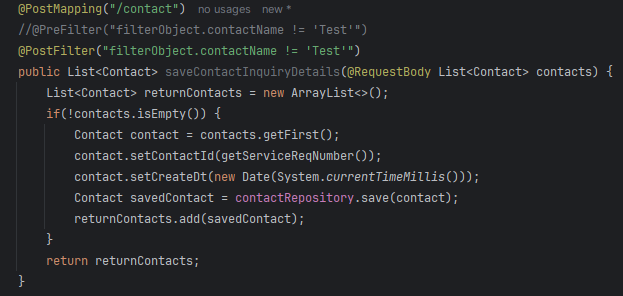 @PostMapping("/contact") no usages new *
//@PreFilter("filterObject.contactName != 'Test'")
@PostFilter("filterObject.contactName != 'Test'")
public List<Contact> saveContactInquiryDetails(@RequestBody List<Contact> contacts) {
    List<Contact> returnContacts = new ArrayList<>();
    if(!contacts.isEmpty()) {
        Contact contact = contacts.getFirst();
        contact.setContactId(getServiceReqNumber());
        contact.setCreateDt(new Date(System.currentTimeMillis()));
        Contact savedContact = contactRepository.save(contact);
        returnContacts.add(savedContact);
    }
    return returnContacts;
}